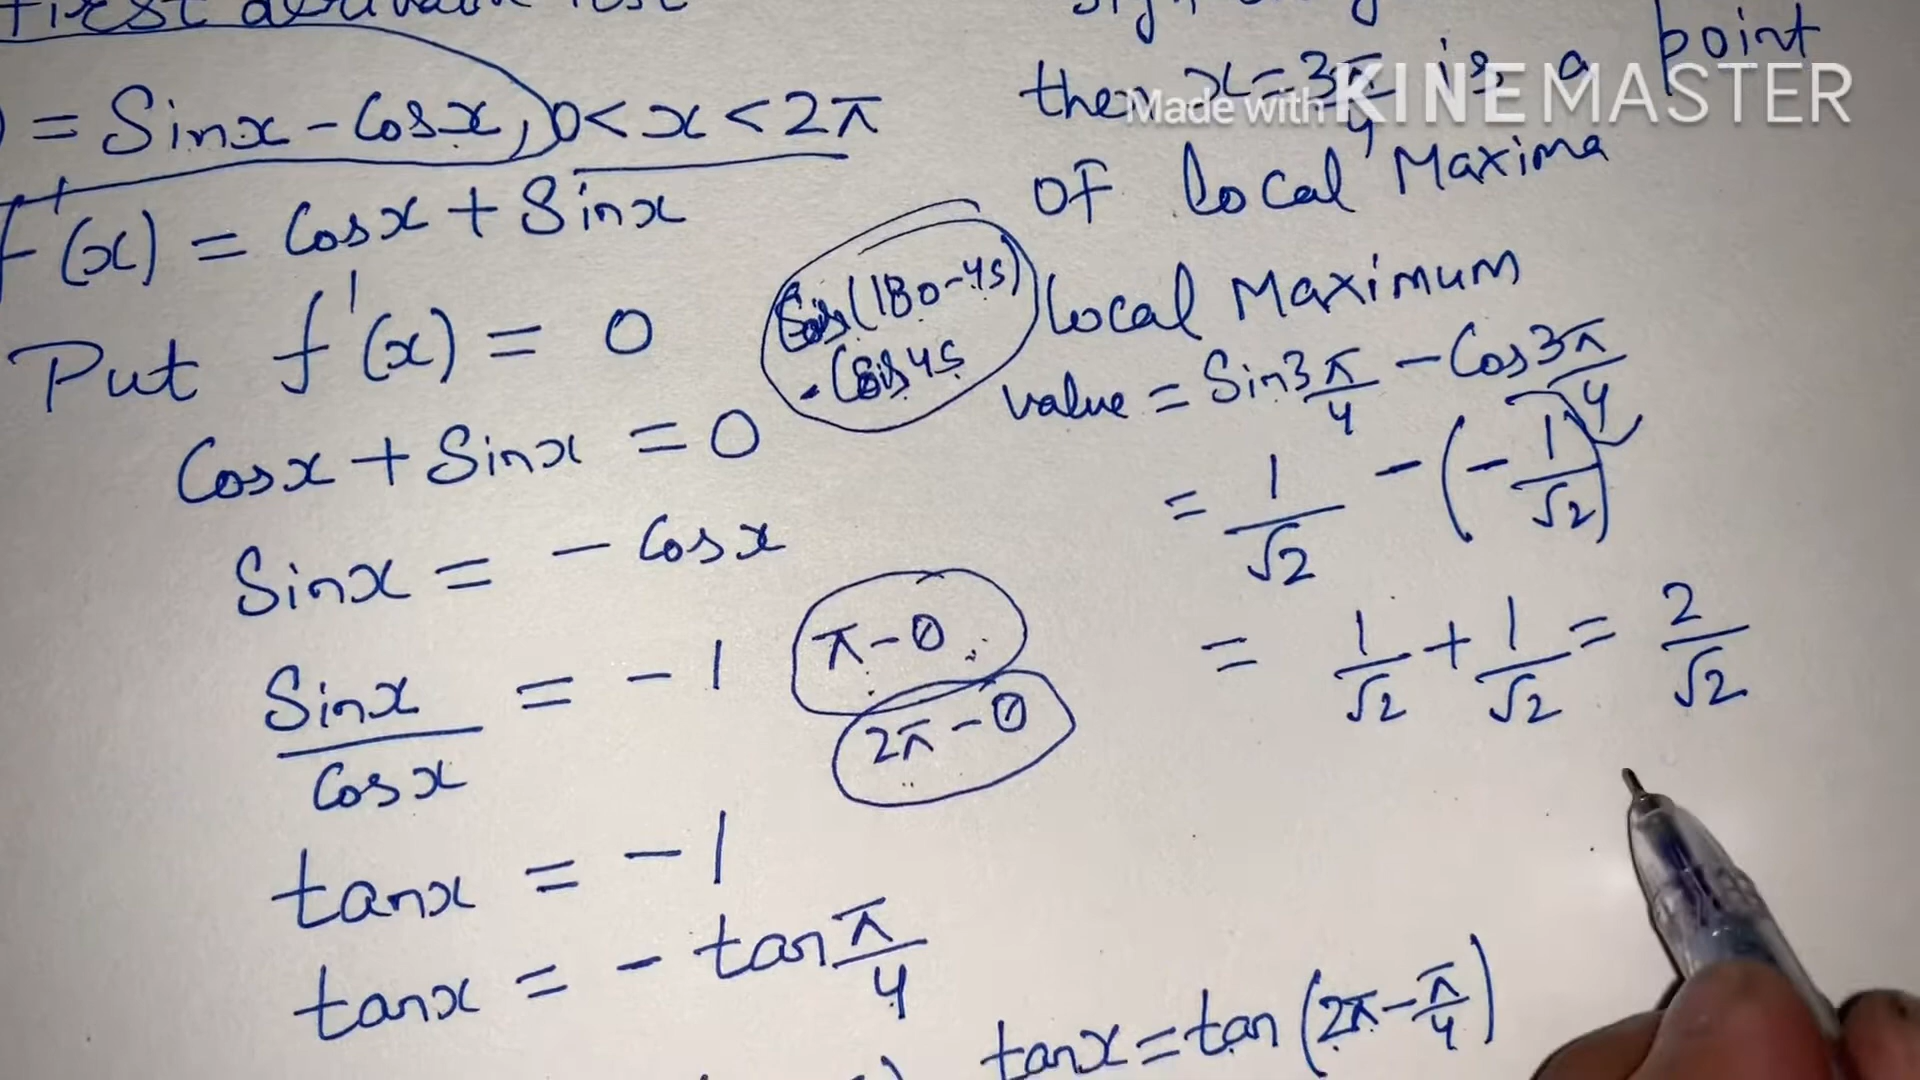 first derivative test
) = Sinx - Cosx, 0 < x < 2π
f'(x) = Cosx + Sinx
Put f'(x) = 0
Cosx + Sinx = 0
Sinx = - Cosx
Sinx/Cosx = -1
tanx = -1
tanx = - tan π/4
(180-45)
45
π-θ
2π-θ
then x = 3π/4 is a point
of local Maxima
local Maximum
value = Sin 3π/4 - Cos 3π/4
= 1/√2 - (-1/√2)
= 1/√2 + 1/√2 = 2/√2
tanx = tan (2π - π/4)
Made with KINEMASTER